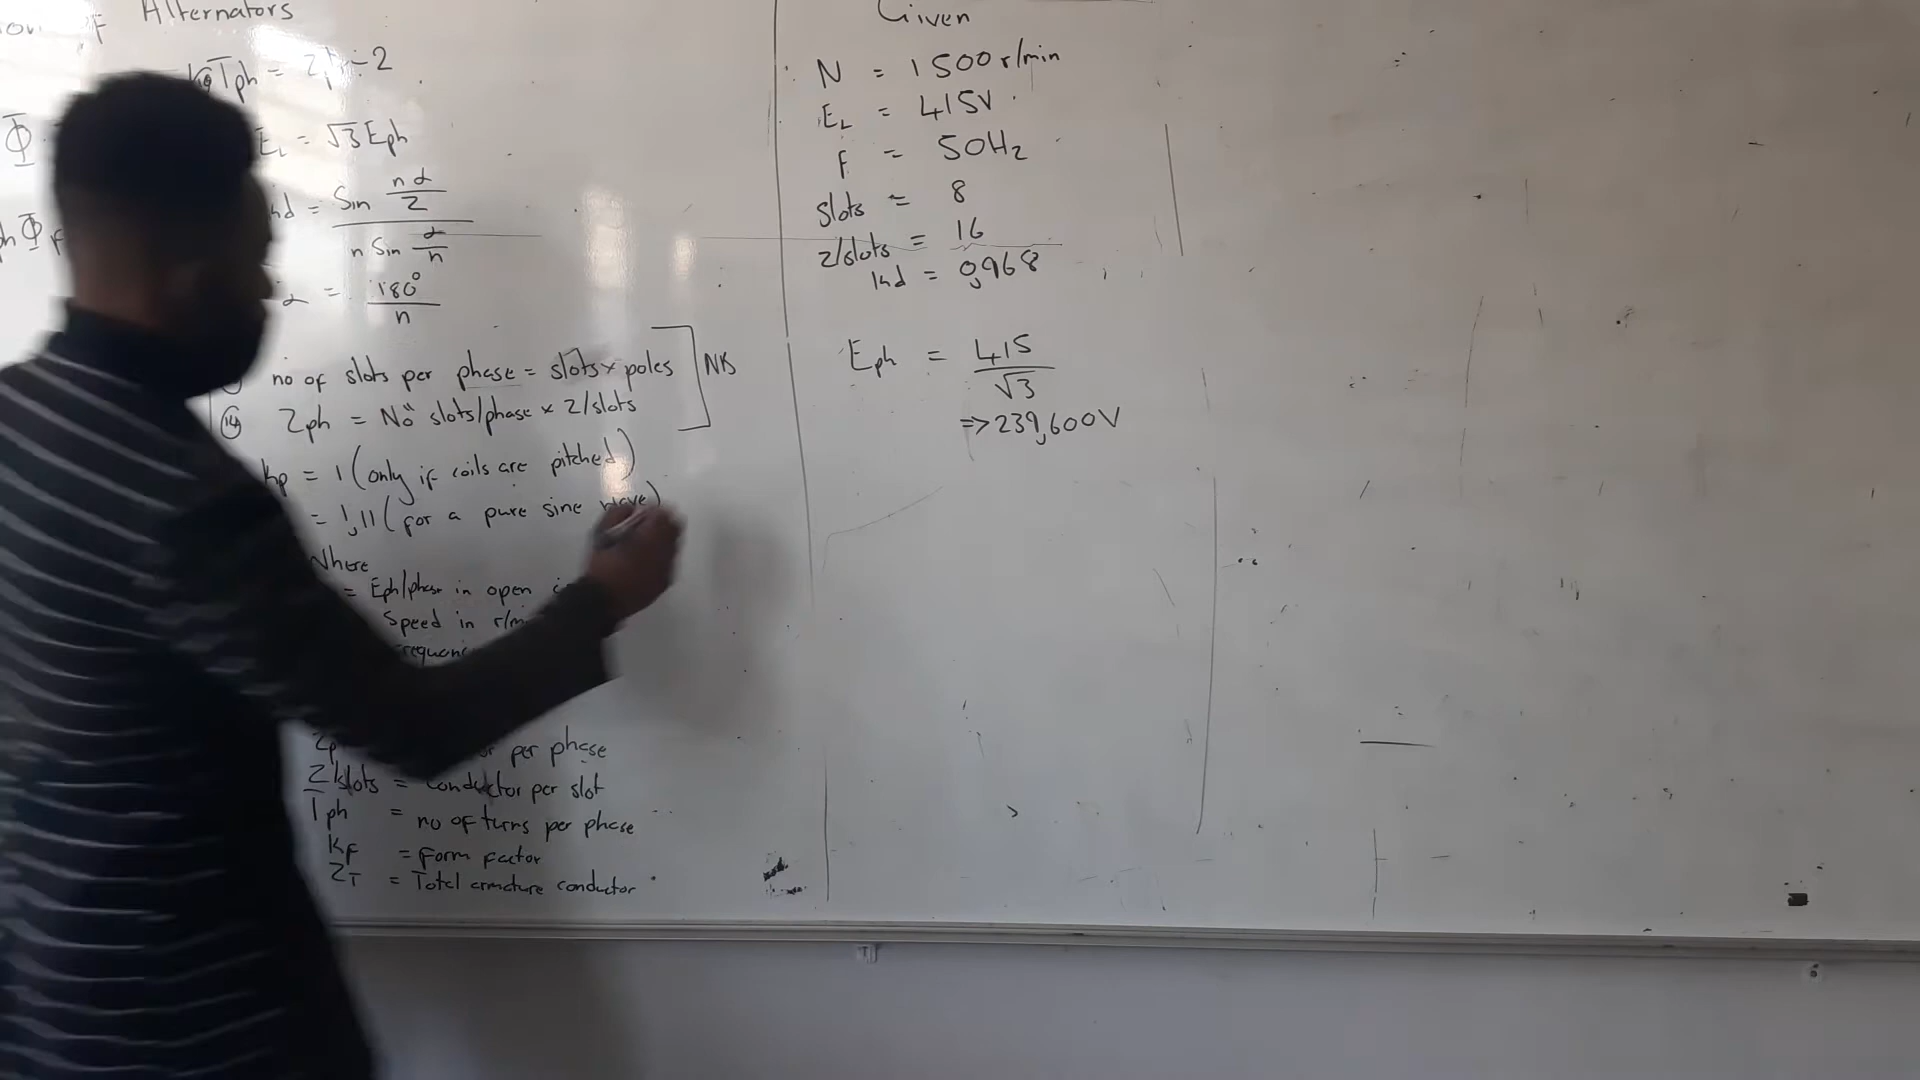 Alternators
Tph = Z ÷ 2
EL = √3 Eph
kd = Sin nα/2
n Sin α/n
α = 180°/n
no of slots per phase = slots × poles
NB
14 Zph = No slots/phase × Z/slots
kp = 1 (only if coils are pitched)
= 1,11 (for a pure sine wave)
Where
= Eph/phase in open
Speed in
per phase
Z/slots = conductor per slot
Tph = no of turns per phase
KF = Form factor
ZT = Total armature conductor
Φ
Φ
Given
N = 1500 r/min
EL = 415V
F = 50Hz
slots = 8
Z/slots = 16
kd = 0,968
Eph = 415/√3
=> 239,600V